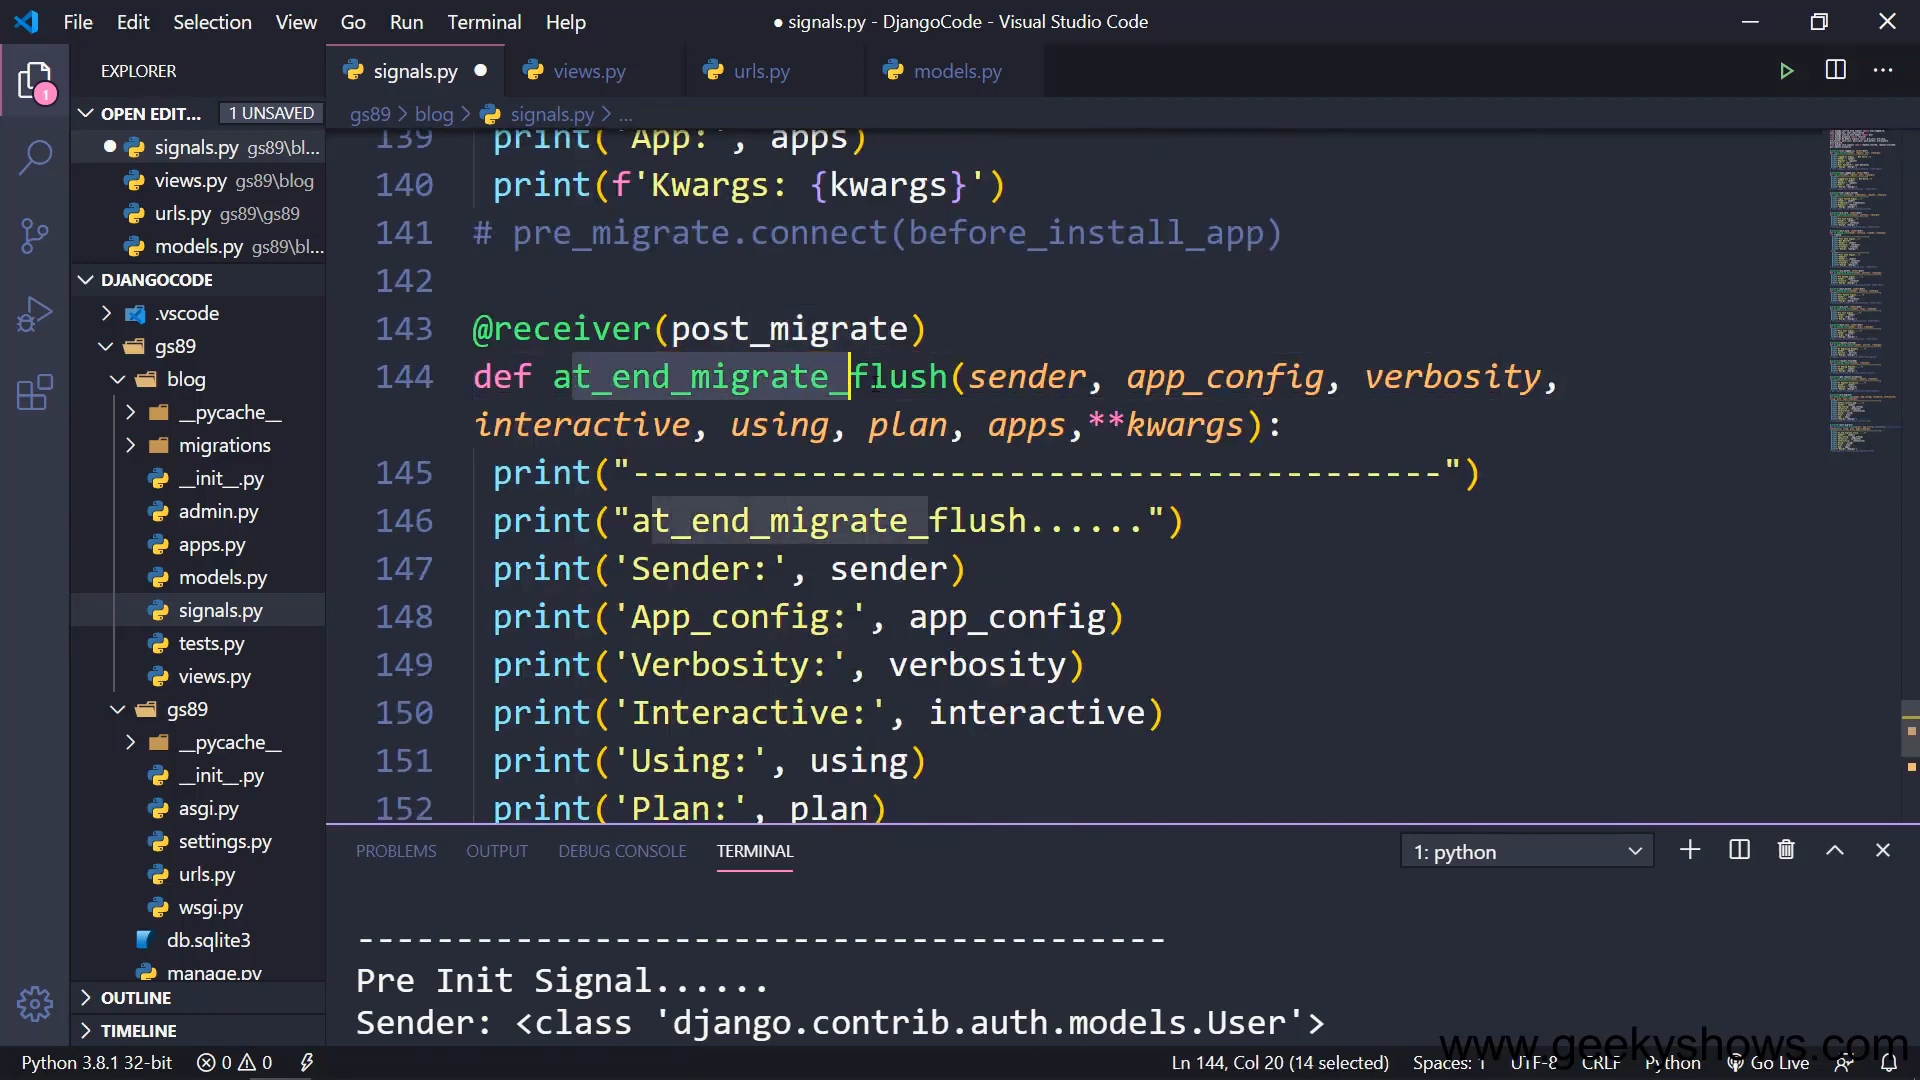 File Edit Selection View Go Run Terminal Help
● signals.py - DjangoCode - Visual Studio Code
EXPLORER
signals.py
views.py
urls.py
models.py
1
OPEN EDIT...
1 UNSAVED
gs89 > blog > signals.py > ...
signals.py gs89\bl...
views.py gs89\blog
urls.py gs89\gs89
models.py gs89\bl...
DJANGOCODE
.vscode
gs89
blog
__pycache__
migrations
__init__.py
admin.py
apps.py
models.py
signals.py
tests.py
views.py
gs89
__pycache__
__init__.py
asgi.py
settings.py
urls.py
wsgi.py
db.sqlite3
manage.py
OUTLINE
TIMELINE
139 print('App:', apps)
140 print(f'Kwargs: {kwargs}')
141 # pre_migrate.connect(before_install_app)
142
143 @receiver(post_migrate)
144 def at_end_migrate_flush(sender, app_config, verbosity,
interactive, using, plan, apps,**kwargs):
145 print("-----------------------------------------")
146 print("at_end_migrate_flush......")
147 print('Sender:', sender)
148 print('App_config:', app_config)
149 print('Verbosity:', verbosity)
150 print('Interactive:', interactive)
151 print('Using:', using)
152 print('Plan:', plan)
PROBLEMS OUTPUT DEBUG CONSOLE TERMINAL
1: python
-----------------------------------------
Pre Init Signal......
Sender: <class 'django.contrib.auth.models.User'>
www.geekyshows.com
Python 3.8.1 32-bit 0 0
Ln 144, Col 20 (14 selected) Spaces: 1 UTF-8 CRLF Python Go Live